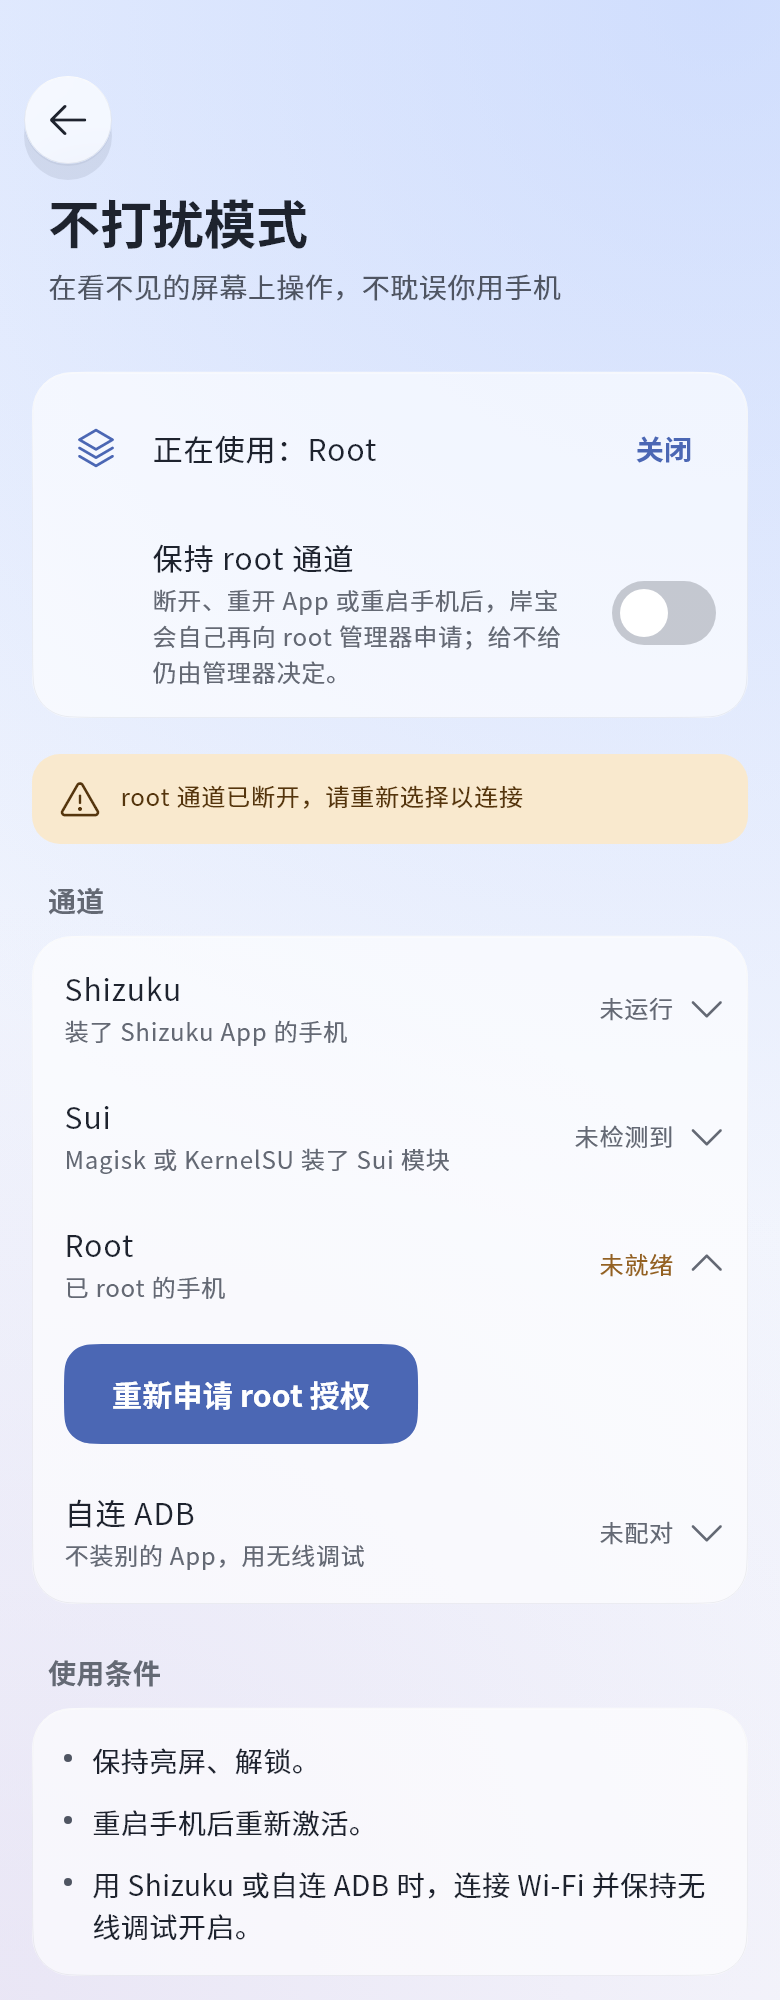 不打扰模式
在看不见的屏幕上操作，不耽误你用手机
正在使用：Root
关闭
保持 root 通道
断开、重开 App 或重启手机后，岸宝
会自己再向 root 管理器申请；给不给
仍由管理器决定。
root 通道已断开，请重新选择以连接
通道
Shizuku
未运行
装了 Shizuku App 的手机
Sui
未检测到
Magisk 或 KernelSU 装了 Sui 模块
Root
未就绪
已 root 的手机
重新申请 root 授权
自连 ADB
未配对
不装别的 App，用无线调试
使用条件
• 保持亮屏、解锁。
• 重启手机后重新激活。
• 用 Shizuku 或自连 ADB 时，连接 Wi-Fi 并保持无
线调试开启。